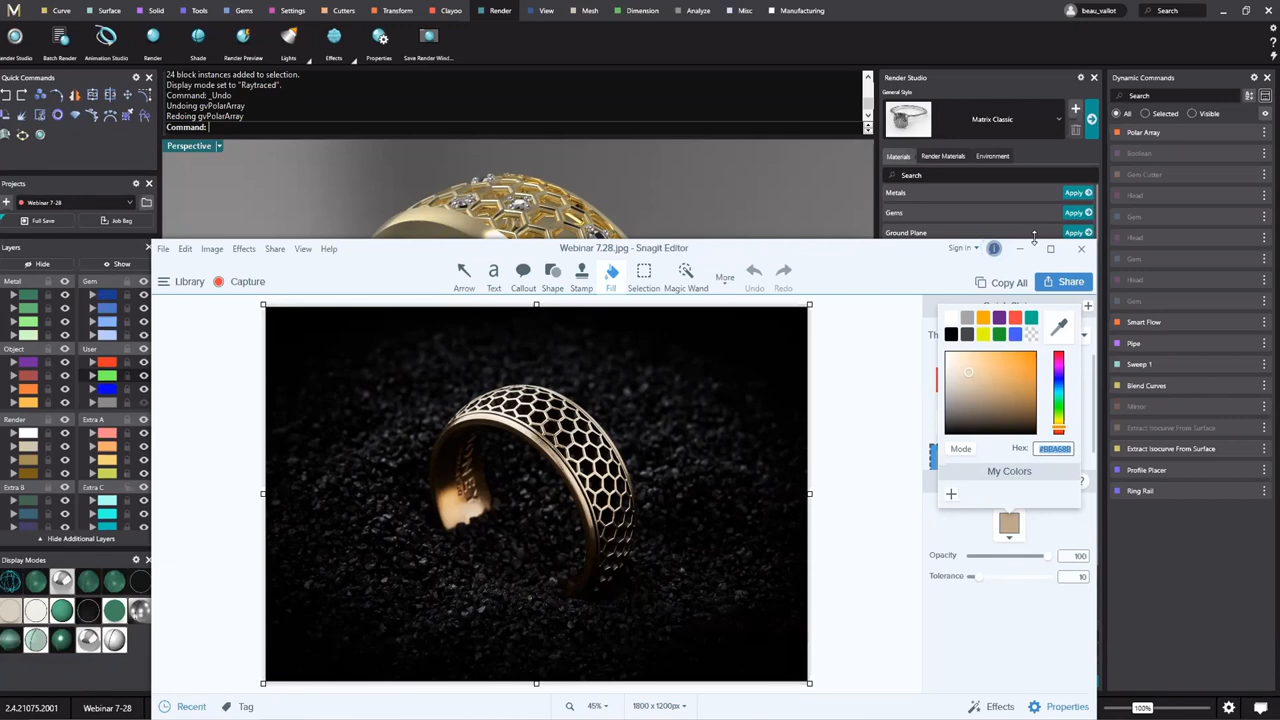 Curve
Surface
Solid
Tools
Gems
Settings
Cutters
Transform
Clayoo
Render
View
Mesh
Dimension
Analyze
Misc
Manufacturing
beau_vallot
Search
Render Studio
Batch Render
Animation Studio
Render
Shade
Render Preview
Lights
Effects
Properties
Save Render Wind...
Quick Commands
24 block instances added to selection.
Display mode set to "Raytraced".
Command: _Undo
Undoing gvPolarArray
Redoing gvPolarArray
Command:
Perspective
Projects
Webinar 7-28
Full Save
Job Bag
Layers
Hide
Show
Metal
Gem
Object
User
Render
Extra A
Extra B
Extra C
Hide Additional Layers
Display Modes
2.4.21075.2001
Webinar 7-28
Render Studio
General Style
Matrix Classic
Materials
Render Materials
Environment
Search
Metals
Apply
Gems
Apply
Ground Plane
Apply
Dynamic Commands
Search
All
Selected
Visible
Polar Array
Boolean
Gem Cutter
Head
Gem
Head
Gem
Head
Gem
Smart Flow
Pipe
Sweep 1
Blend Curves
Mirror
Extract Isocurve From Surface
Extract Isocurve From Surface
Profile Placer
Ring Rail
100%
File
Edit
Image
Effects
Share
View
Help
Webinar 7.28.jpg - Snagit Editor
Sign in
Library
Capture
Arrow
Text
Callout
Shape
Stamp
Fill
Selection
Magic Wand
More
Undo
Redo
Copy All
Share
Mode
Hex:
My Colors
Opacity
100
Tolerance
10
Recent
Tag
45%
1800 x 1200px
Effects
Properties